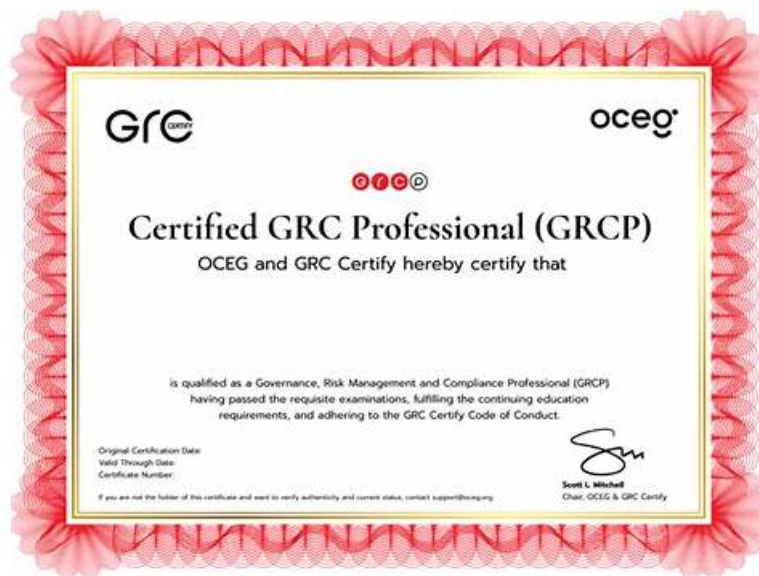 GrC CERTIFY
oceg
GrCP
Certified GRC Professional (GRCP)
OCEG and GRC Certify hereby certify that
is qualified as a Governance, Risk Management and Compliance Professional (GRCP)
having passed the requisite examinations, fulfilling the continuing education
requirements, and adhering to the GRC Certify Code of Conduct.
Original Certification Date:
Valid Through Date:
Certificate Number:
Scott L. Mitchell
If you are not the holder of this certificate and want to verify authenticity and current status, contact support@oceg.org
Chair, OCEG & GRC Certify